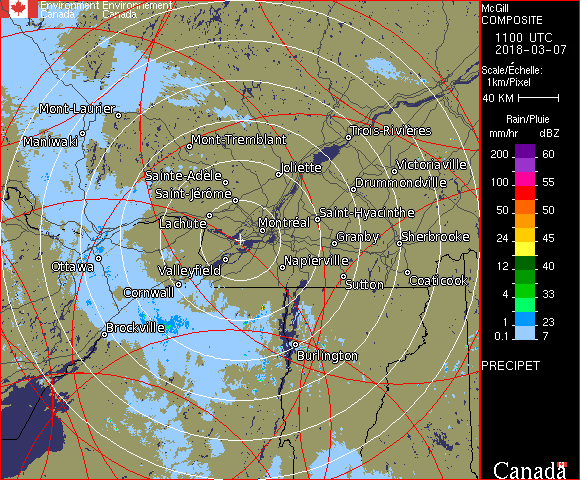 Environment Environnement
Canada Canada
McGill
COMPOSITE
1100 UTC
2018-03-07
Scale/Échelle:
1km/Pixel
40 KM
Rain/Pluie
mm/hr dBZ
200 60
150 55
100 55
50 50
24 45
12 40
4 33
1 23
0.1 7
PRECIPET
Canada
Mont-Laurier
Maniwaki
Mont-Tremblant
Trois-Rivières
Joliette
Victoriaville
Sainte-Adèle
Drummondville
Saint-Jérôme
Saint-Hyacinthe
Lachute
Montréal
Granby
Sherbrooke
Ottawa
Valleyfield
Napierville
Cornwall
Sutton
Coaticook
Brockville
Burlington